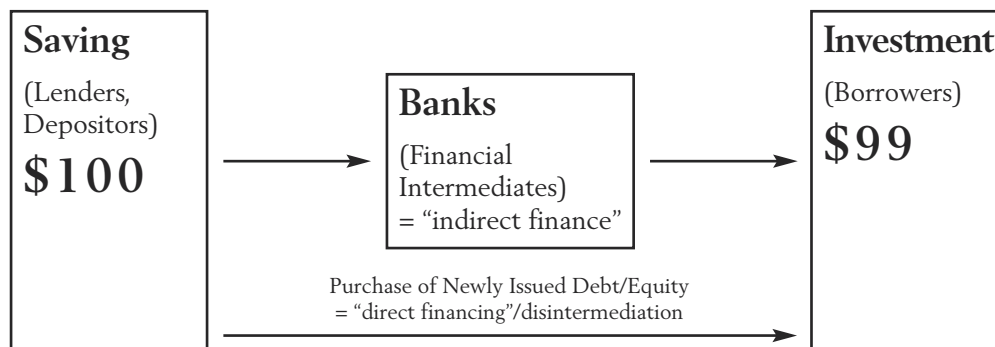 Saving
(Lenders,
Depositors)
$100
Banks
(Financial
Intermediates)
= “indirect finance”
Investment
(Borrowers)
$99
Purchase of Newly Issued Debt/Equity
= “direct financing”/disintermediation